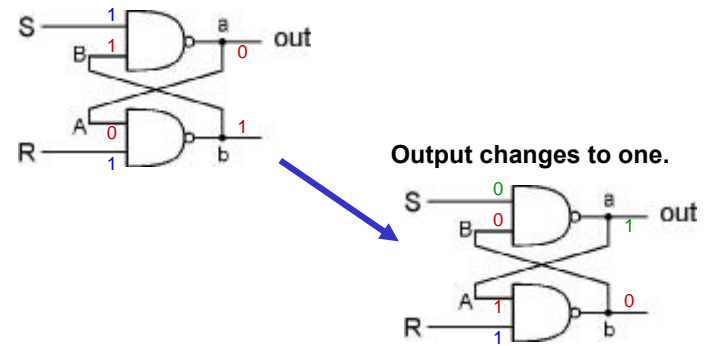 S 1 a out
B 1 0
A 0 1
R 1 b
Output changes to one.
S 0 a out
B 0 1
A 1 0
R 1 b